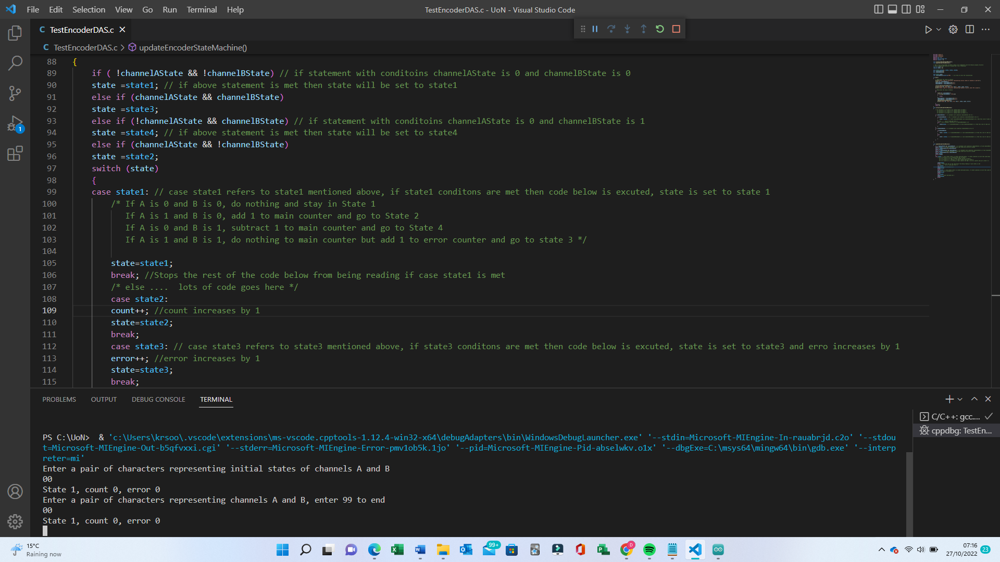 File Edit Selection View Go Run Terminal Help
TestEncoderDAS.c - UoN - Visual Studio Code
C TestEncoderDAS.c
C TestEncoderDAS.c > updateEncoderStateMachine()
88 {
89 if ( !channelAState && !channelBState) // if statement with conditoins channelAState is 0 and channelBState is 0
90 state =state1; // if above statement is met then state will be set to state1
91 else if (channelAState && channelBState)
92 state =state3;
93 else if (!channelAState && channelBState) // if statement with conditoins channelAState is 0 and channelBState is 1
94 state =state4; // if above statement is met then state will be set to state4
95 else if (channelAState && !channelBState)
96 state =state2;
97 switch (state)
98 {
99 case state1: // case state1 refers to state1 mentioned above, if state1 conditons are met then code below is excuted, state is set to state 1
100 /* If A is 0 and B is 0, do nothing and stay in State 1
101 If A is 1 and B is 0, add 1 to main counter and go to State 2
102 If A is 0 and B is 1, subtract 1 to main counter and go to State 4
103 If A is 1 and B is 1, do nothing to main counter but add 1 to error counter and go to state 3 */
104
105 state=state1;
106 break; //Stops the rest of the code below from being reading if case state1 is met
107 /* else .... lots of code goes here */
108 case state2:
109 count++; //count increases by 1
110 state=state2;
111 break;
112 case state3: // case state3 refers to state3 mentioned above, if state3 conditons are met then code below is excuted, state is set to state3 and erro increases by 1
113 error++; //error increases by 1
114 state=state3;
115 break;
PROBLEMS OUTPUT DEBUG CONSOLE TERMINAL
C/C++: gcc....
cppdbg: TestEn...
PS C:\UoN> & 'c:\Users\krsoo\.vscode\extensions\ms-vscode.cpptools-1.12.4-win32-x64\debugAdapters\bin\WindowsDebugLauncher.exe' '--stdin=Microsoft-MIEngine-In-rauabrjd.c2o' '--stdou
t=Microsoft-MIEngine-Out-b5qfvxxi.cgi' '--stderr=Microsoft-MIEngine-Error-pmv1ob5k.1jo' '--pid=Microsoft-MIEngine-Pid-abselwkv.o1x' '--dbgExe=C:\msys64\mingw64\bin\gdb.exe' '--interp
reter=mi'
Enter a pair of characters representing initial states of channels A and B
00
State 1, count 0, error 0
Enter a pair of characters representing channels A and B, enter 99 to end
00
State 1, count 0, error 0
1
15°C
Raining now
99+
D
07:16
27/10/2022
23